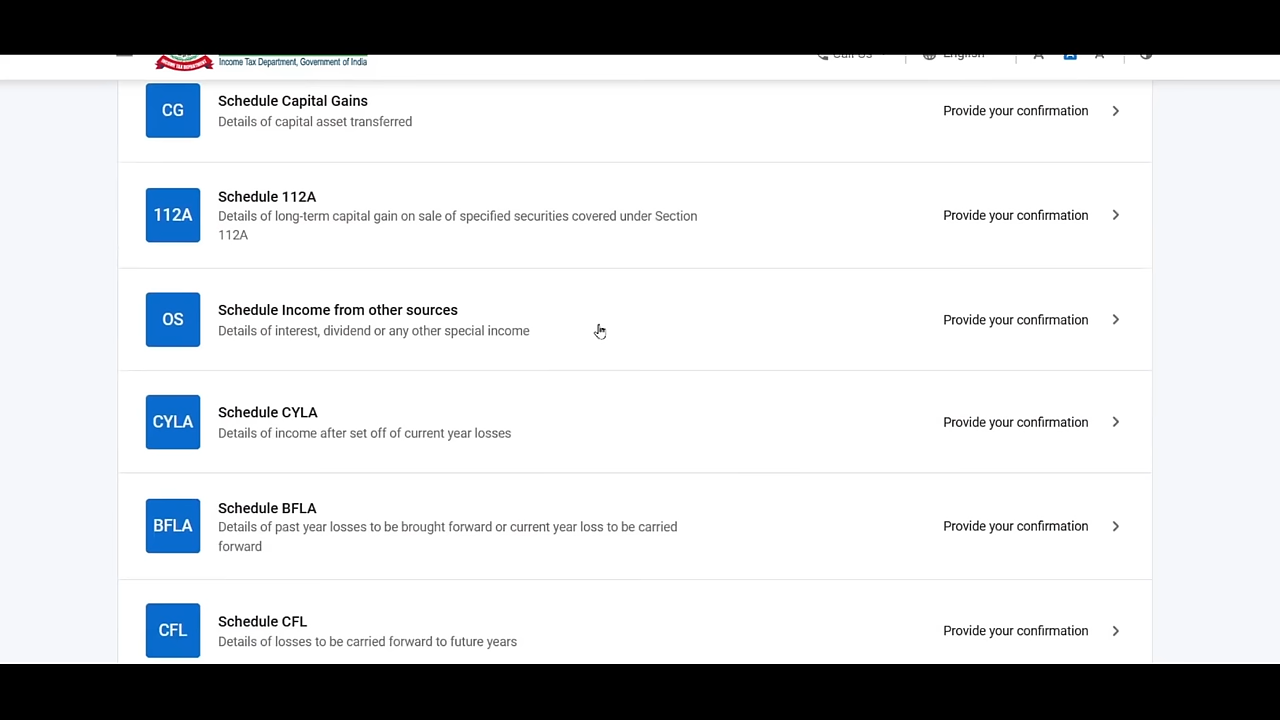 Income Tax Department, Government of India
Call Us
English
CG
Schedule Capital Gains
Details of capital asset transferred
Provide your confirmation
112A
Schedule 112A
Details of long-term capital gain on sale of specified securities covered under Section
112A
Provide your confirmation
OS
Schedule Income from other sources
Details of interest, dividend or any other special income
Provide your confirmation
CYLA
Schedule CYLA
Details of income after set off of current year losses
Provide your confirmation
BFLA
Schedule BFLA
Details of past year losses to be brought forward or current year loss to be carried
forward
Provide your confirmation
CFL
Schedule CFL
Details of losses to be carried forward to future years
Provide your confirmation